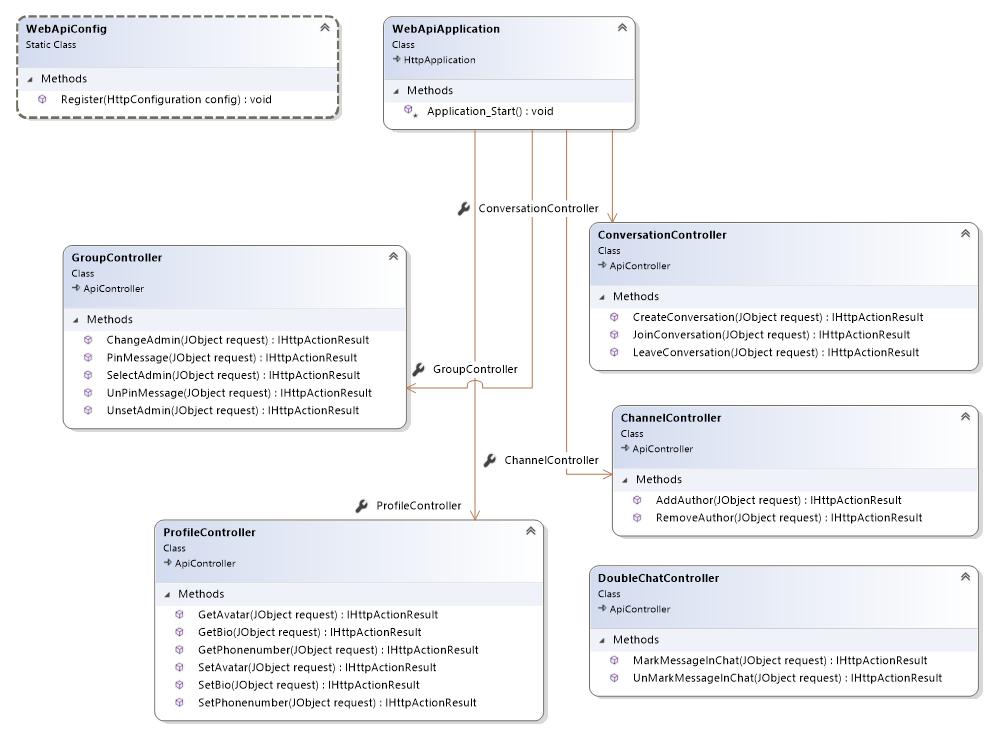 WebApiConfig
Static Class
Methods
Register(HttpConfiguration config) : void
WebApiApplication
Class
HttpApplication
Methods
Application_Start() : void
ConversationController
ConversationController
Class
ApiController
Methods
CreateConversation(JObject request) : IHttpActionResult
JoinConversation(JObject request) : IHttpActionResult
LeaveConversation(JObject request) : IHttpActionResult
GroupController
Class
ApiController
Methods
ChangeAdmin(JObject request) : IHttpActionResult
PinMessage(JObject request) : IHttpActionResult
SelectAdmin(JObject request) : IHttpActionResult
UnPinMessage(JObject request) : IHttpActionResult
UnsetAdmin(JObject request) : IHttpActionResult
GroupController
ChannelController
Class
ApiController
Methods
AddAuthor(JObject request) : IHttpActionResult
RemoveAuthor(JObject request) : IHttpActionResult
ChannelController
ProfileController
ProfileController
Class
ApiController
Methods
GetAvatar(JObject request) : IHttpActionResult
GetBio(JObject request) : IHttpActionResult
GetPhonenumber(JObject request) : IHttpActionResult
SetAvatar(JObject request) : IHttpActionResult
SetBio(JObject request) : IHttpActionResult
SetPhonenumber(JObject request) : IHttpActionResult
DoubleChatController
Class
ApiController
Methods
MarkMessageInChat(JObject request) : IHttpActionResult
UnMarkMessageInChat(JObject request) : IHttpActionResult